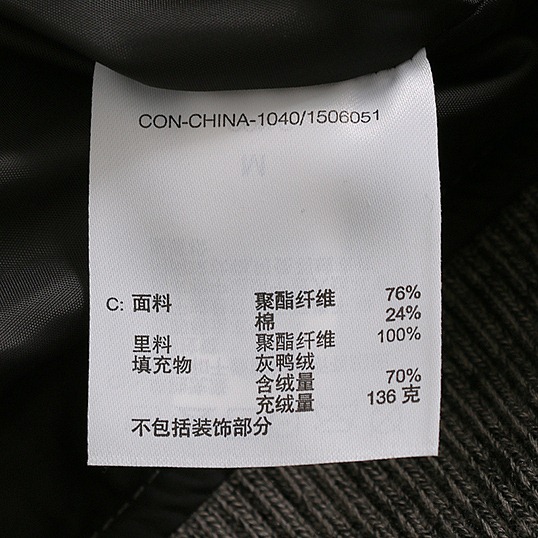 CON-CHINA-1040/1506051
C: 面料 聚酯纤维 76%
棉 24%
里料 聚酯纤维 100%
填充物 灰鸭绒
含绒量 70%
充绒量 136 克
不包括装饰部分